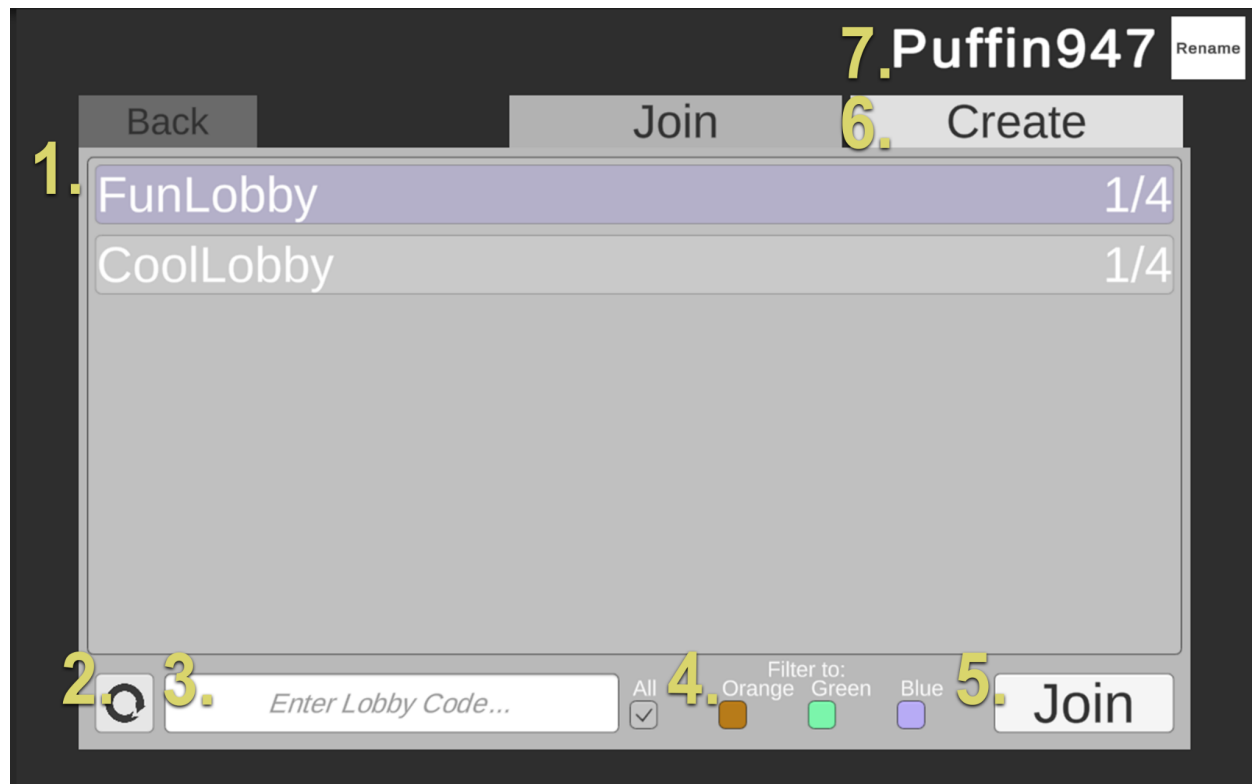 7. Puffin947 Rename
Back Join 6. Create
1. FunLobby 1/4
CoolLobby 1/4
Filter to:
2. 3. Enter Lobby Code... All 4. Orange Green Blue 5. Join